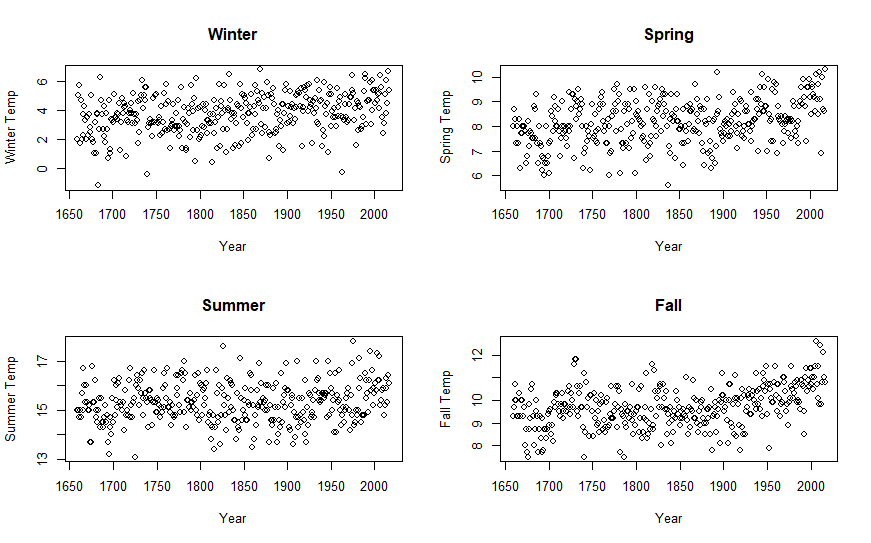 Winter
Winter Temp
6
4
2
0
1650 1700 1750 1800 1850 1900 1950 2000
Year
Spring
Spring Temp
10
9
8
7
6
1650 1700 1750 1800 1850 1900 1950 2000
Year
Summer
Summer Temp
17
15
13
1650 1700 1750 1800 1850 1900 1950 2000
Year
Fall
Fall Temp
12
10
9
8
1650 1700 1750 1800 1850 1900 1950 2000
Year